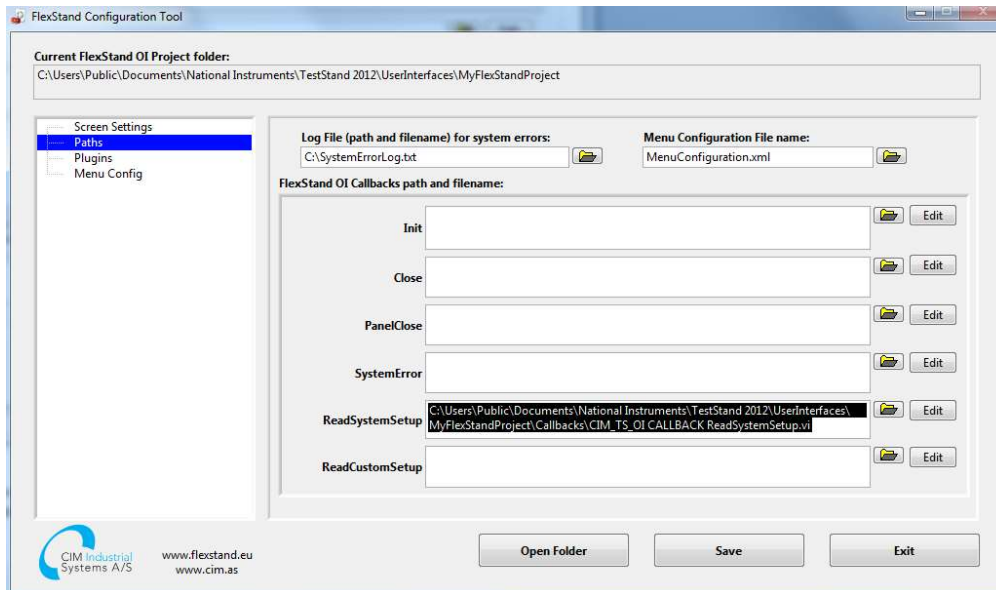 FlexStand Configuration Tool
Current FlexStand OI Project folder:
C:\Users\Public\Documents\National Instruments\TestStand 2012\UserInterfaces\MyFlexStandProject
Screen Settings
Paths
Plugins
Menu Config
Log File (path and filename) for system errors:
C:\SystemErrorLog.txt
Menu Configuration File name:
MenuConfiguration.xml
FlexStand OI Callbacks path and filename:
Init
Edit
Close
Edit
PanelClose
Edit
SystemError
Edit
ReadSystemSetup
C:\Users\Public\Documents\National Instruments\TestStand 2012\UserInterfaces\
MyFlexStandProject\Callbacks\CIM_TS_OI CALLBACK ReadSystemSetup.vi
Edit
ReadCustomSetup
Edit
CIM Industrial
Systems A/S
www.flexstand.eu
www.cim.as
Open Folder
Save
Exit